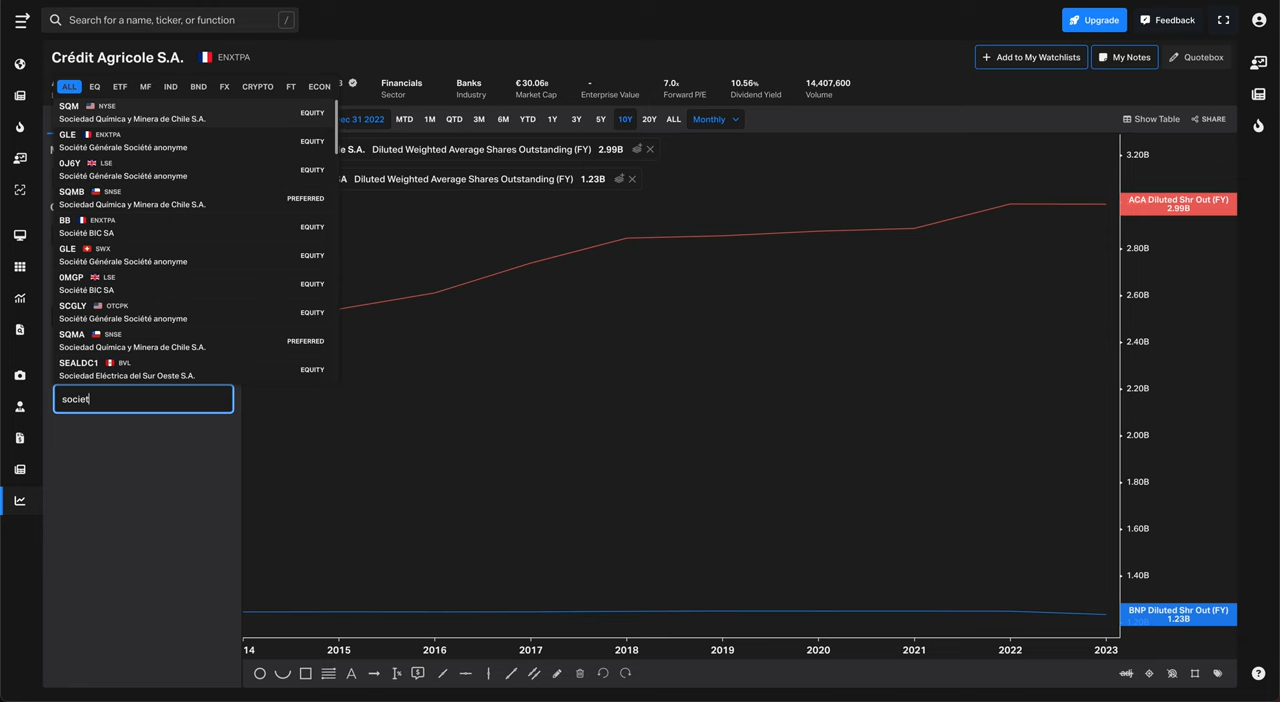 Search for a name, ticker, or function
/
Upgrade
Feedback
Crédit Agricole S.A.
ENXTPA
Add to My Watchlists
My Notes
Quotebox
Financials
Sector
Banks
Industry
€30.06B
Market Cap
-
Enterprise Value
7.0x
Forward P/E
10.56%
Dividend Yield
14,407,600
Volume
ALL EQ ETF MF IND BND FX CRYPTO FT ECON
SQM NYSE
Sociedad Química y Minera de Chile S.A.
EQUITY
GLE ENXTPA
Société Générale Société anonyme
EQUITY
0J6Y LSE
Société Générale Société anonyme
EQUITY
SQMB SNSE
Sociedad Química y Minera de Chile S.A.
PREFERRED
BB ENXTPA
Société BIC SA
EQUITY
GLE SWX
Société Générale Société anonyme
EQUITY
0MGP LSE
Société BIC SA
EQUITY
SCGLY OTCPK
Société Générale Société anonyme
EQUITY
SQMA SNSE
Sociedad Química y Minera de Chile S.A.
PREFERRED
SEALDC1 BVL
Sociedad Eléctrica del Sur Oeste S.A.
EQUITY
societ
ec 31 2022 MTD 1M QTD 3M 6M YTD 1Y 3Y 5Y 10Y 20Y ALL Monthly
Show Table
SHARE
S.A. Diluted Weighted Average Shares Outstanding (FY) 2.99B
A Diluted Weighted Average Shares Outstanding (FY) 1.23B
3.20B
ACA Diluted Shr Out (FY)
2.99B
2.80B
2.60B
2.40B
2.20B
2.00B
1.80B
1.60B
1.40B
BNP Diluted Shr Out (FY)
1.23B
1.20B
14 2015 2016 2017 2018 2019 2020 2021 2022 2023